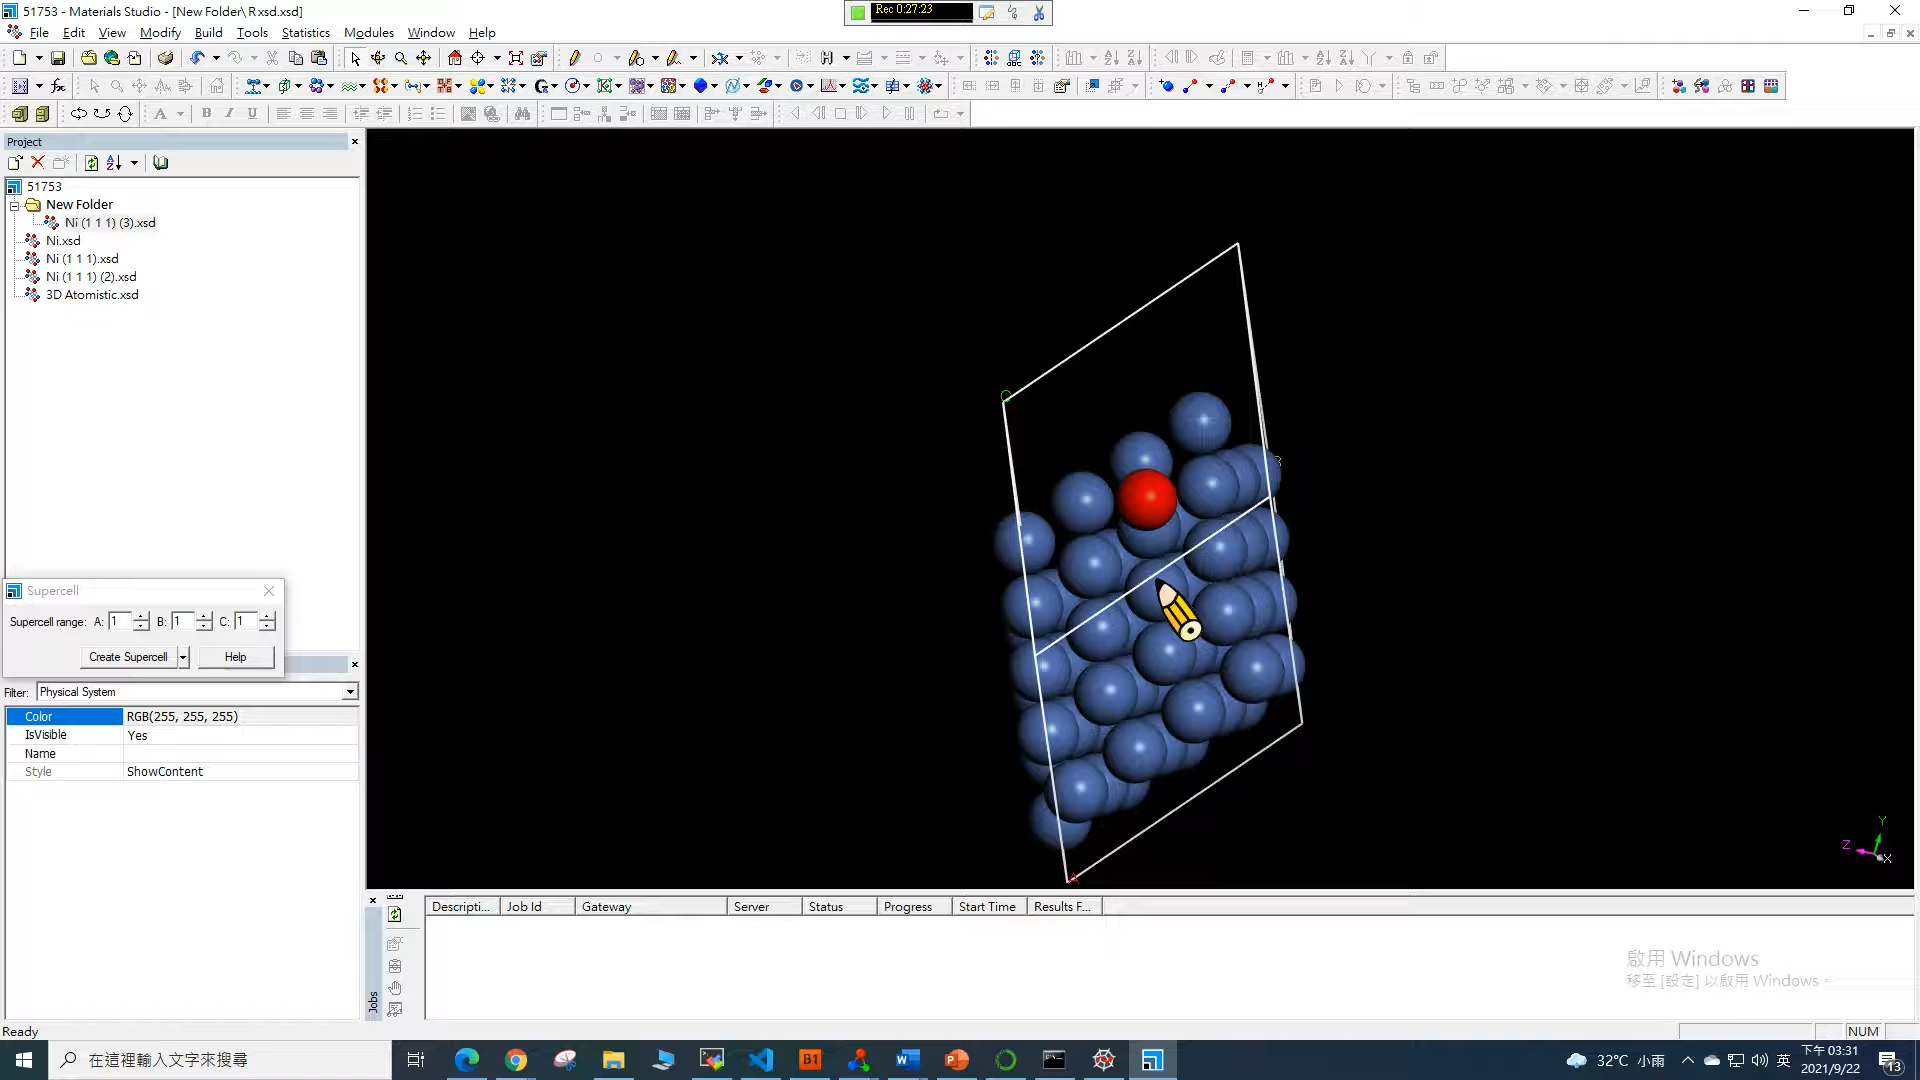 51753 - Materials Studio - [New Folder\ R xsd.xsd]
Rec 0:27:23
File Edit View Modify Build Tools Statistics Modules Window Help
Project
51753
New Folder
Ni (1 1 1) (3).xsd
Ni.xsd
Ni (1 1 1).xsd
Ni (1 1 1) (2).xsd
3D Atomistic.xsd
Supercell
Supercell range: A: 1 B: 1 C: 1
Create Supercell Help
Filter: Physical System
Color RGB(255, 255, 255)
IsVisible Yes
Name
Style ShowContent
C
B
A
Y
Z
X
Descripti... Job Id Gateway Server Status Progress Start Time Results F...
Jobs
啟用 Windows
移至 [設定] 以啟用 Windows。
Ready
NUM
在這裡輸入文字來搜尋
B1
32°C 小雨
英
下午 03:31
2021/9/22
13